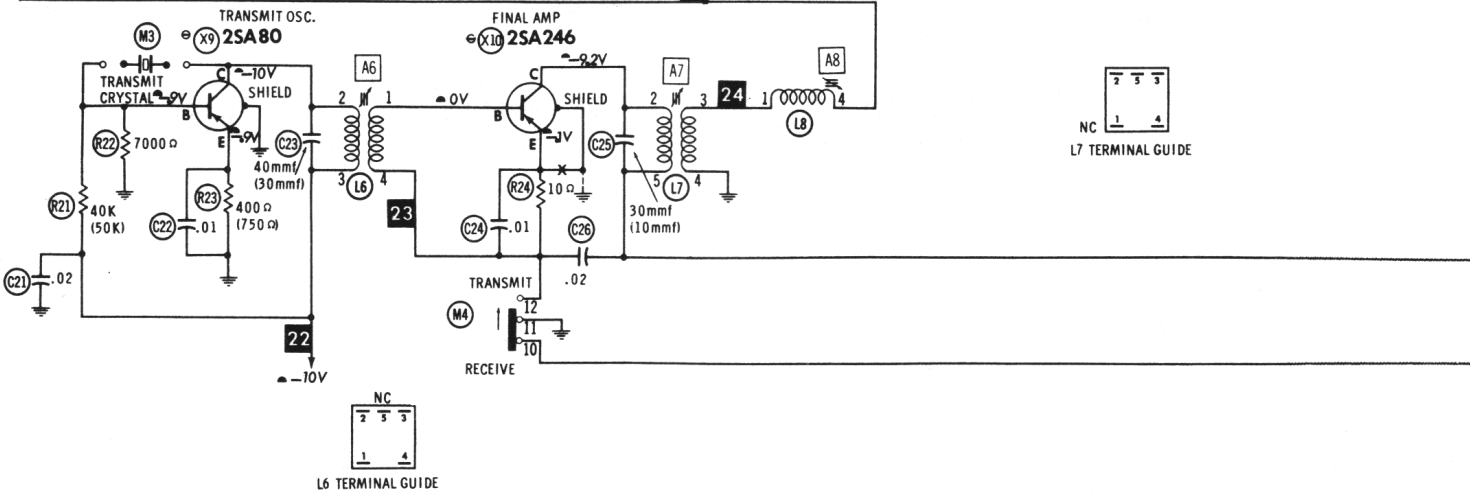 TRANSMIT OSC.
M3
X9 2SA80
FINAL AMP
X10 2SA246
TRANSMIT
CRYSTAL
-.9V
C
-10V
SHIELD
B
E
-.9V
R22
7000Ω
C23
40mmf
(30mmf)
A6
2
1
3
4
L6
0V
C
-9.2V
SHIELD
B
E
-.1V
A7
2
3
5
4
L7
C25
30mmf
(10mmf)
24
A8
1
4
L8
2 5 3
NC
1 4
L7 TERMINAL GUIDE
R21
40K
(50K)
C22
.01
R23
400Ω
(750Ω)
C21
.02
23
R24
10Ω
X
C24
.01
C26
.02
TRANSMIT
12
M4
11
10
RECEIVE
22
-10V
NC
2 5 3
1 4
L6 TERMINAL GUIDE